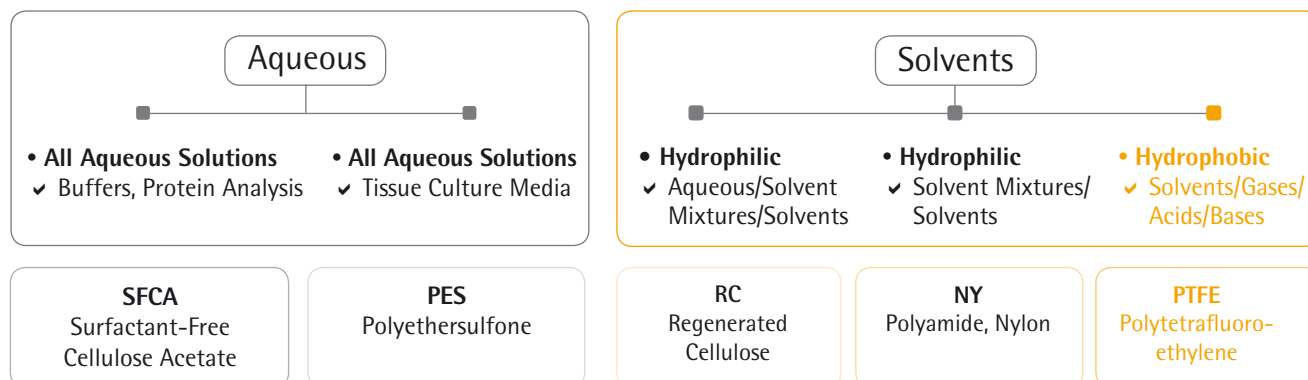 Aqueous
• All Aqueous Solutions
Buffers, Protein Analysis
• All Aqueous Solutions
Tissue Culture Media
Solvents
• Hydrophilic
Aqueous/Solvent
Mixtures/Solvents
• Hydrophilic
Solvent Mixtures/
Solvents
• Hydrophobic
Solvents/Gases/
Acids/Bases
SFCA
Surfactant-Free
Cellulose Acetate
PES
Polyethersulfone
RC
Regenerated
Cellulose
NY
Polyamide, Nylon
PTFE
Polytetrafluoro-
ethylene